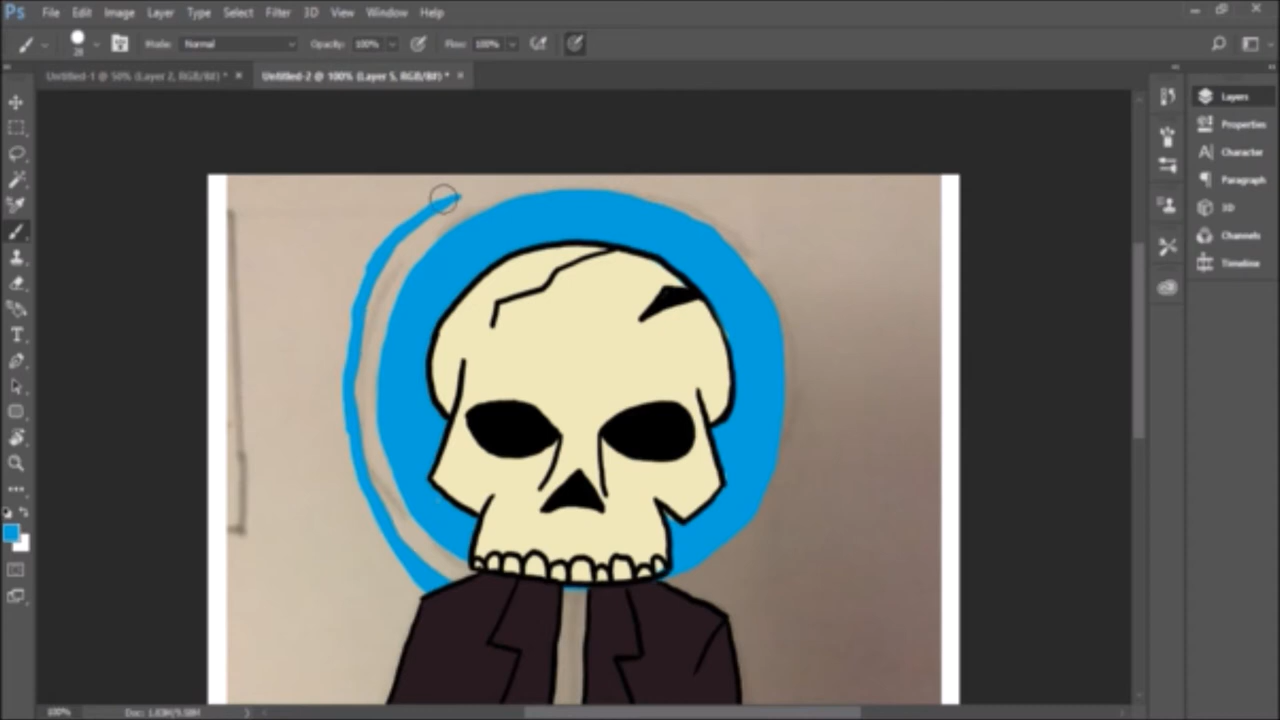 Ps File Edit Image Layer Type Select Filter 3D View Window Help
28 Mode: Normal Opacity: 100% Flow: 100%
Untitled-1 @ 50% (Layer 2, RGB/8#) * × Untitled-2 @ 100% (Layer 5, RGB/8#) * ×
Layers
Properties
Character
Paragraph
3D
Channels
Timeline
100% Doc: